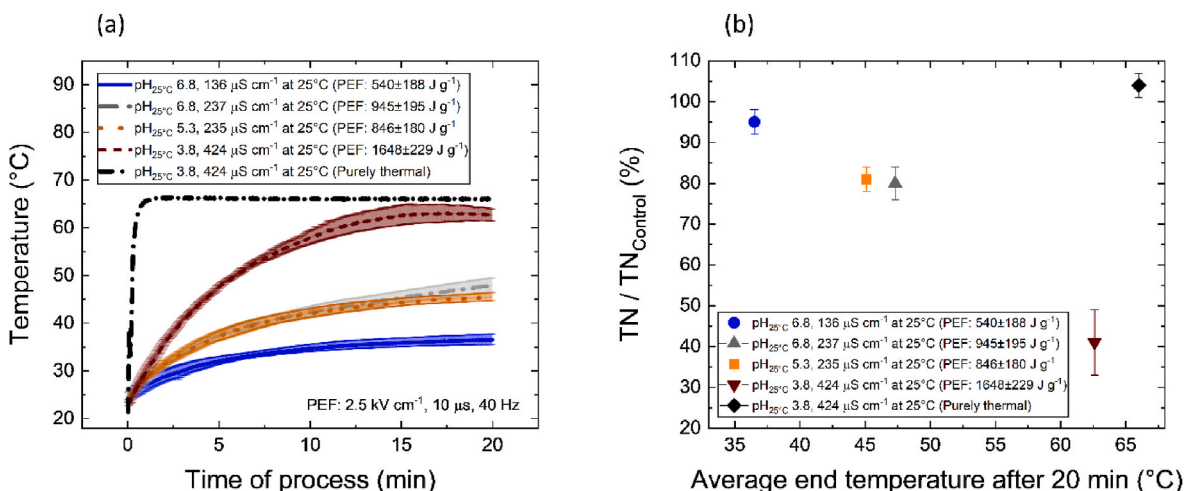 (a)
Temperature (°C)
90
80
70
60
50
40
30
20
pH25°C 6.8, 136 µS cm-1 at 25°C (PEF: 540±188 J g-1)
pH25°C 6.8, 237 µS cm-1 at 25°C (PEF: 945±195 J g-1)
pH25°C 5.3, 235 µS cm-1 at 25°C (PEF: 846±180 J g-1
pH25°C 3.8, 424 µS cm-1 at 25°C (PEF: 1648±229 J g-1)
pH25°C 3.8, 424 µS cm-1 at 25°C (Purely thermal)
PEF: 2.5 kV cm-1, 10 µs, 40 Hz
0 5 10 15 20
Time of process (min)
(b)
TN / TNControl (%)
110
100
90
80
70
60
50
40
30
20
pH25°C 6.8, 136 µS cm-1 at 25°C (PEF: 540±188 J g-1)
pH25°C 6.8, 237 µS cm-1 at 25°C (PEF: 945±195 J g-1)
pH25°C 5.3, 235 µS cm-1 at 25°C (PEF: 846±180 J g-1)
pH25°C 3.8, 424 µS cm-1 at 25°C (PEF: 1648±229 J g-1)
pH25°C 3.8, 424 µS cm-1 at 25°C (Purely thermal)
35 40 45 50 55 60 65
Average end temperature after 20 min (°C)